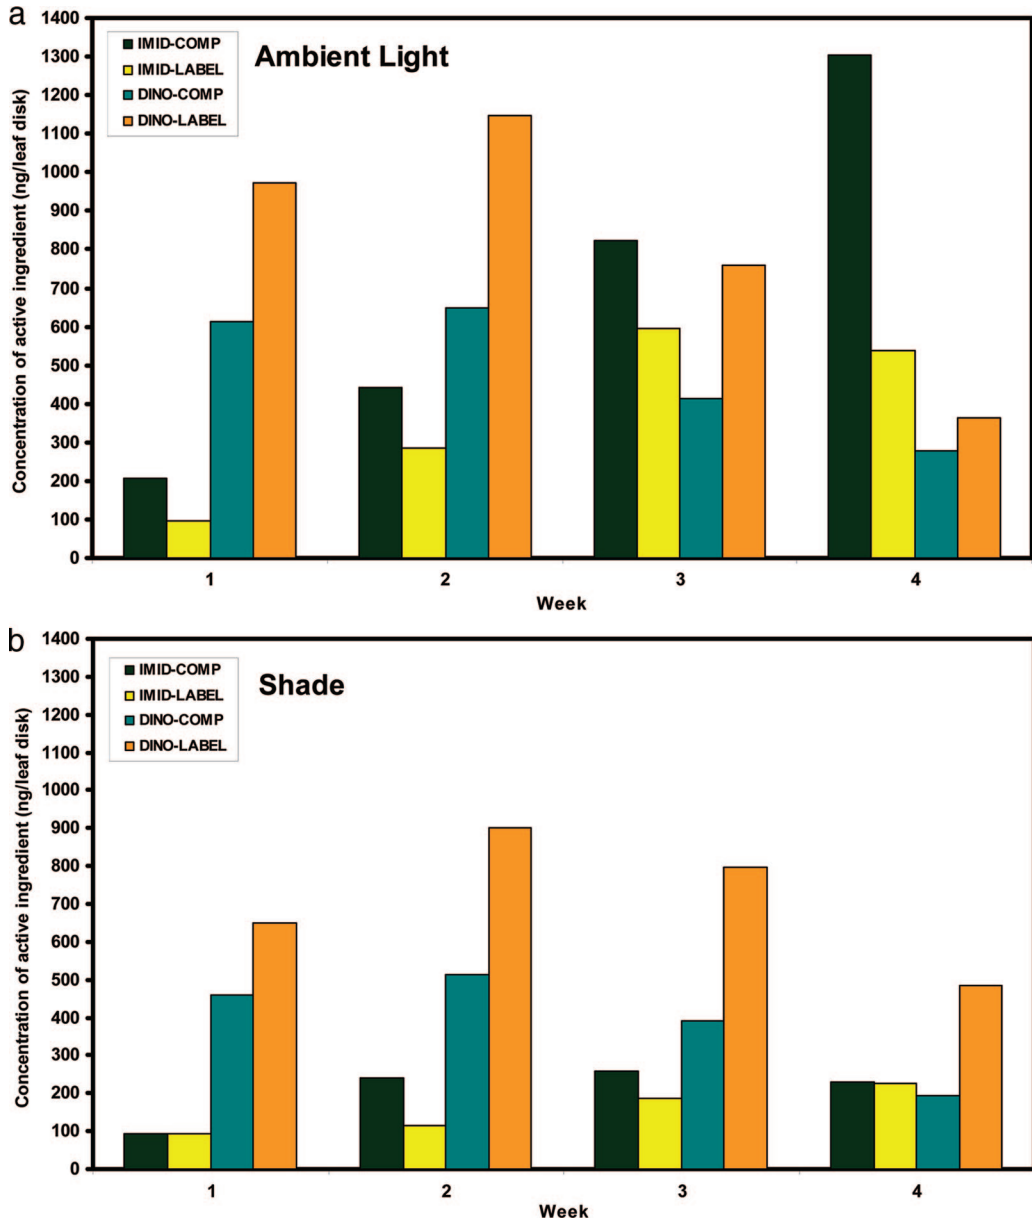 a
1400
1300
1200
1100
1000
900
800
700
600
500
400
300
200
100
0
Concentration of active ingredient (ng/leaf disk)
IMID-COMP
IMID-LABEL
DINO-COMP
DINO-LABEL
Ambient Light
1 2 3 4
Week
b
1400
1300
1200
1100
1000
900
800
700
600
500
400
300
200
100
0
Concentration of active ingredient (ng/leaf disk)
IMID-COMP
IMID-LABEL
DINO-COMP
DINO-LABEL
Shade
1 2 3 4
Week